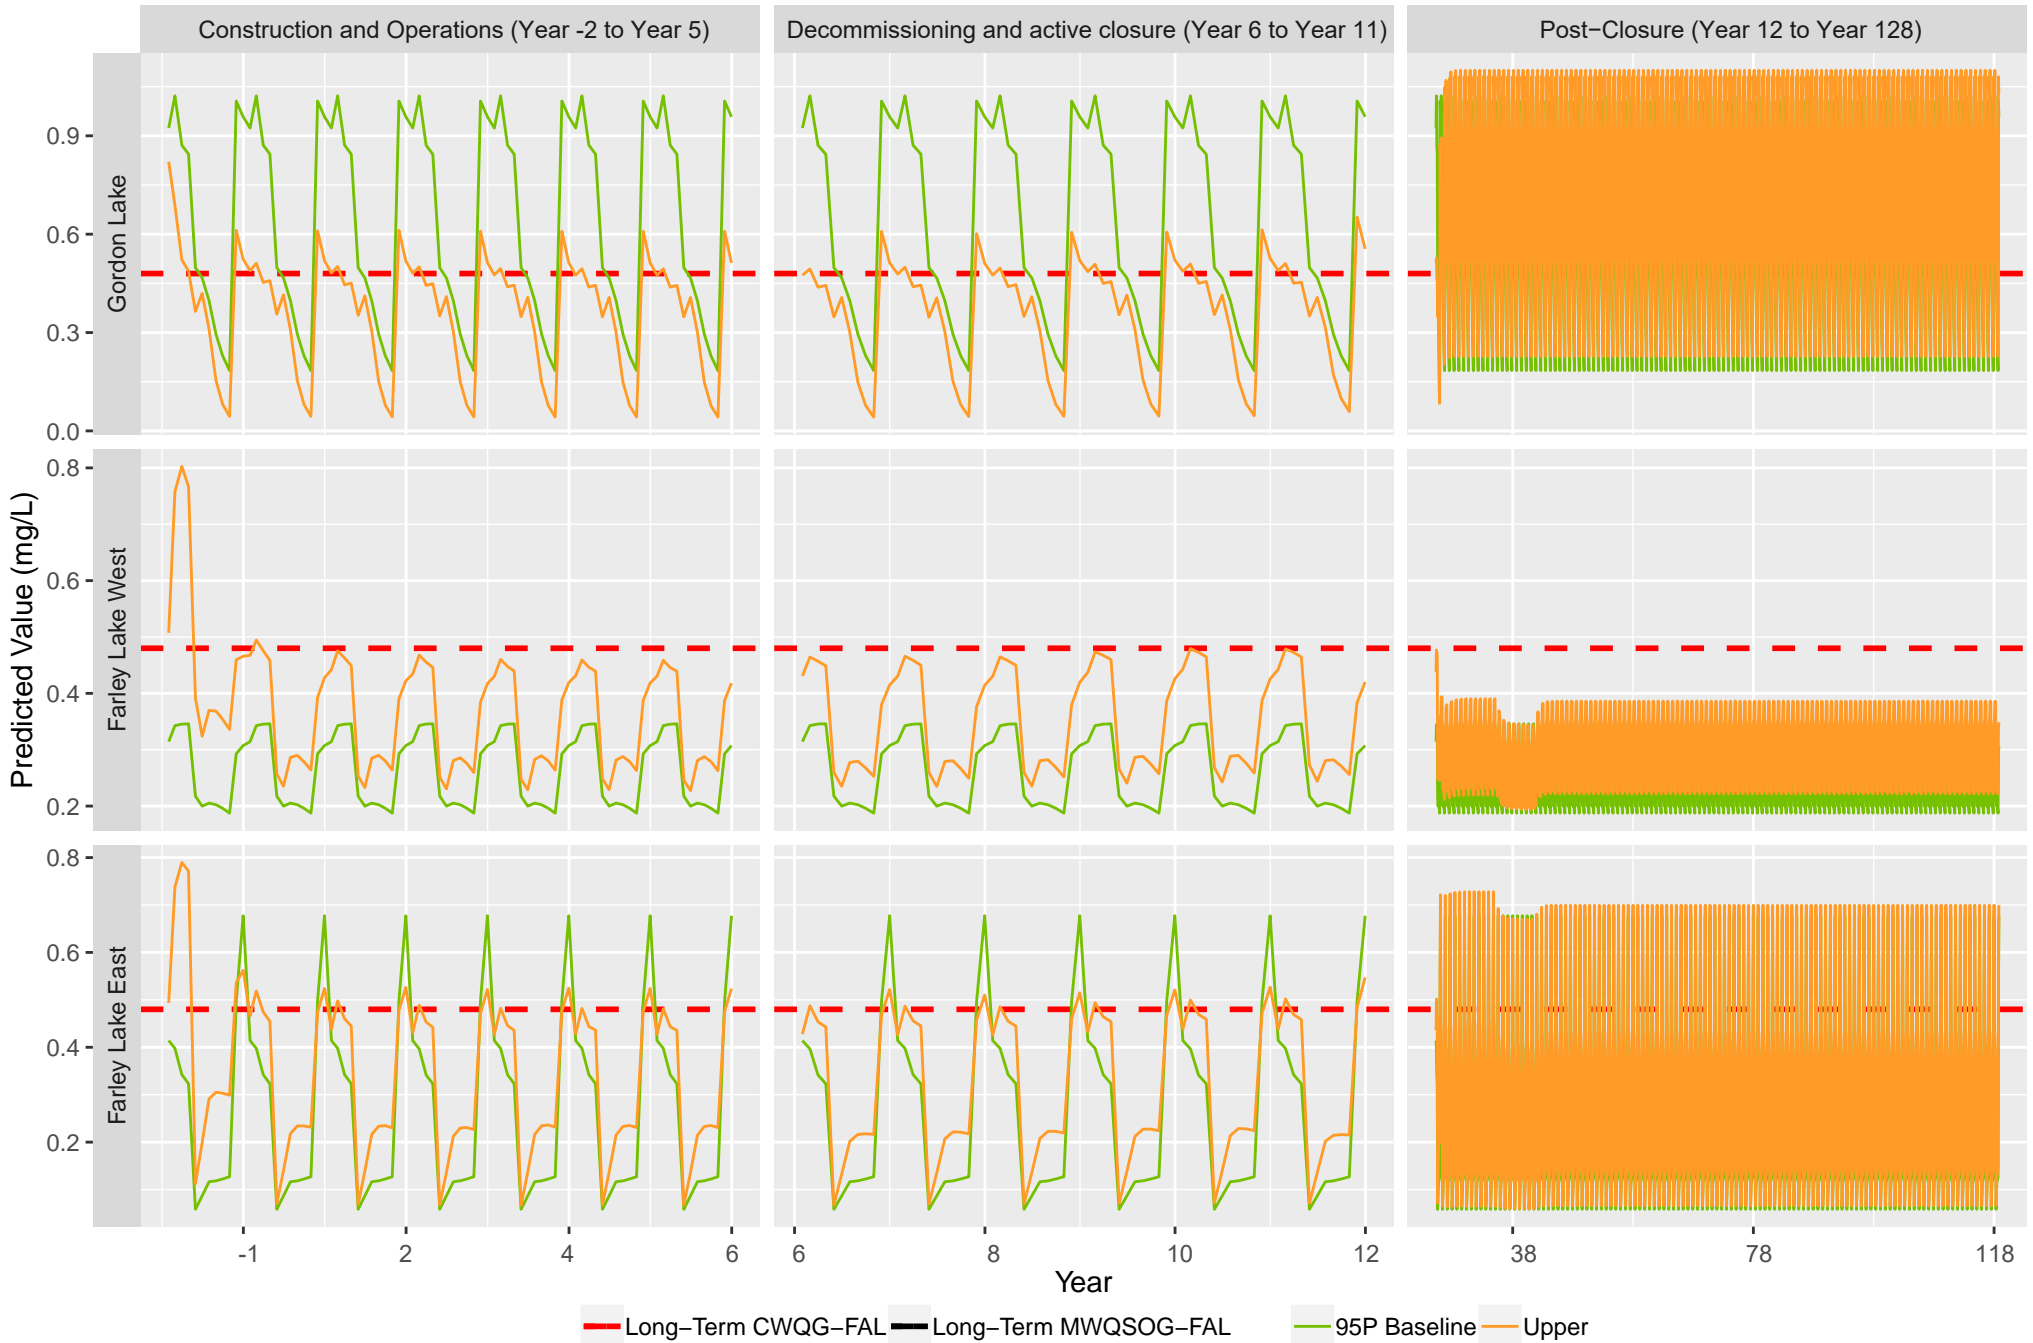 Construction and Operations (Year -2 to Year 5)
Decommissioning and active closure (Year 6 to Year 11)
Post−Closure (Year 12 to Year 128)
Predicted Value (mg/L)
Gordon Lake
0.9
0.6
0.3
0.0
Farley Lake West
0.8
0.6
0.4
0.2
Farley Lake East
0.8
0.6
0.4
0.2
-1 2 4 6
6 8 10 12
38 78 118
Year
Long−Term CWQG−FAL Long−Term MWQSOG−FAL 95P Baseline Upper